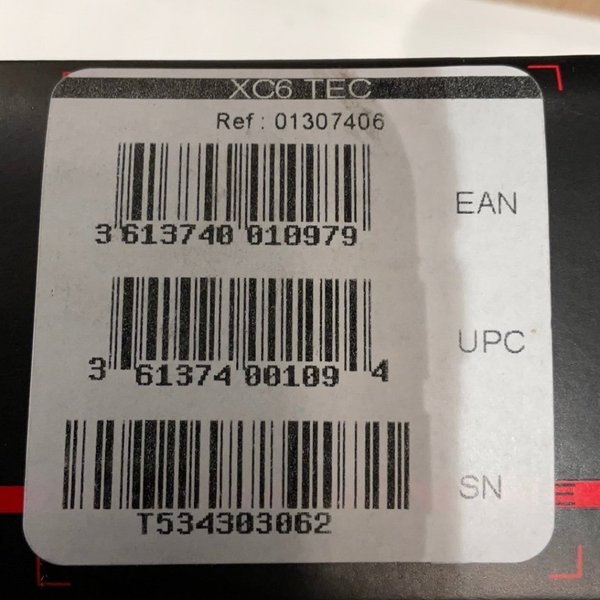 XC6 TEC
Ref : 01307406
EAN
3 613740 010979
UPC
3 61374 00109 4
SN
T534303062